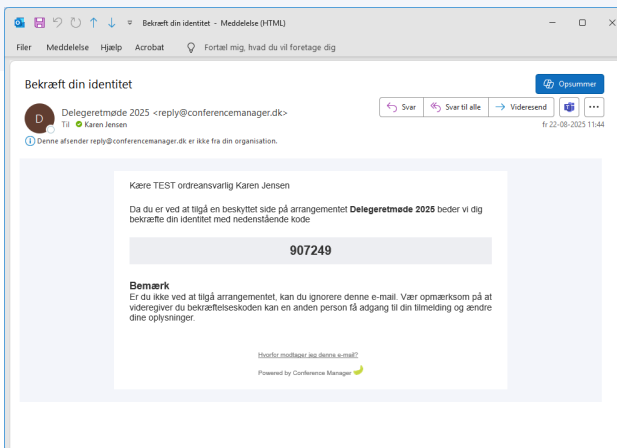 Bekræft din identitet - Meddelelse (HTML)
Filer Meddelelse Hjælp Acrobat Fortæl mig, hvad du vil foretage dig
Bekræft din identitet
Opsummer
D
Delegeretmøde 2025 <reply@conferencemanager.dk>
Til Karen Jensen
Svar Svar til alle Videresend
fr 22-08-2025 11:44
Denne afsender reply@conferencemanager.dk er ikke fra din organisation.
Kære TEST ordreansvarlig Karen Jensen
Da du er ved at tilgå en beskyttet side på arrangementet Delegeretmøde 2025 beder vi dig
bekræfte din identitet med nedenstående kode
907249
Bemærk
Er du ikke ved at tilgå arrangementet, kan du ignorere denne e-mail. Vær opmærksom på at
videregiver du bekræftelseskoden kan en anden person få adgang til din tilmelding og ændre
dine oplysninger.
Hvorfor modtager jeg denne e-mail?
Powered by Conference Manager